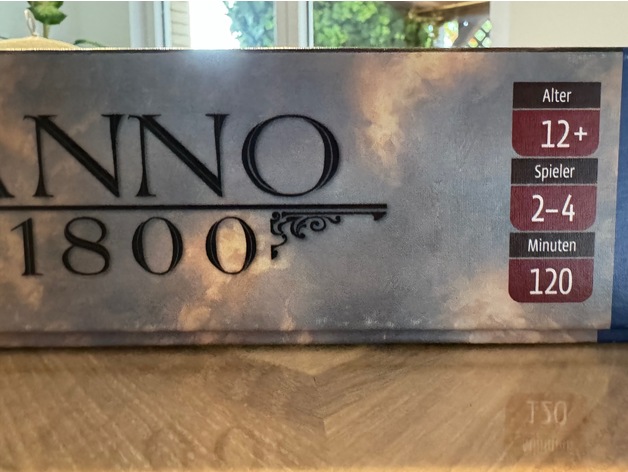 ANNO
1800
Alter
12+
Spieler
2–4
Minuten
120